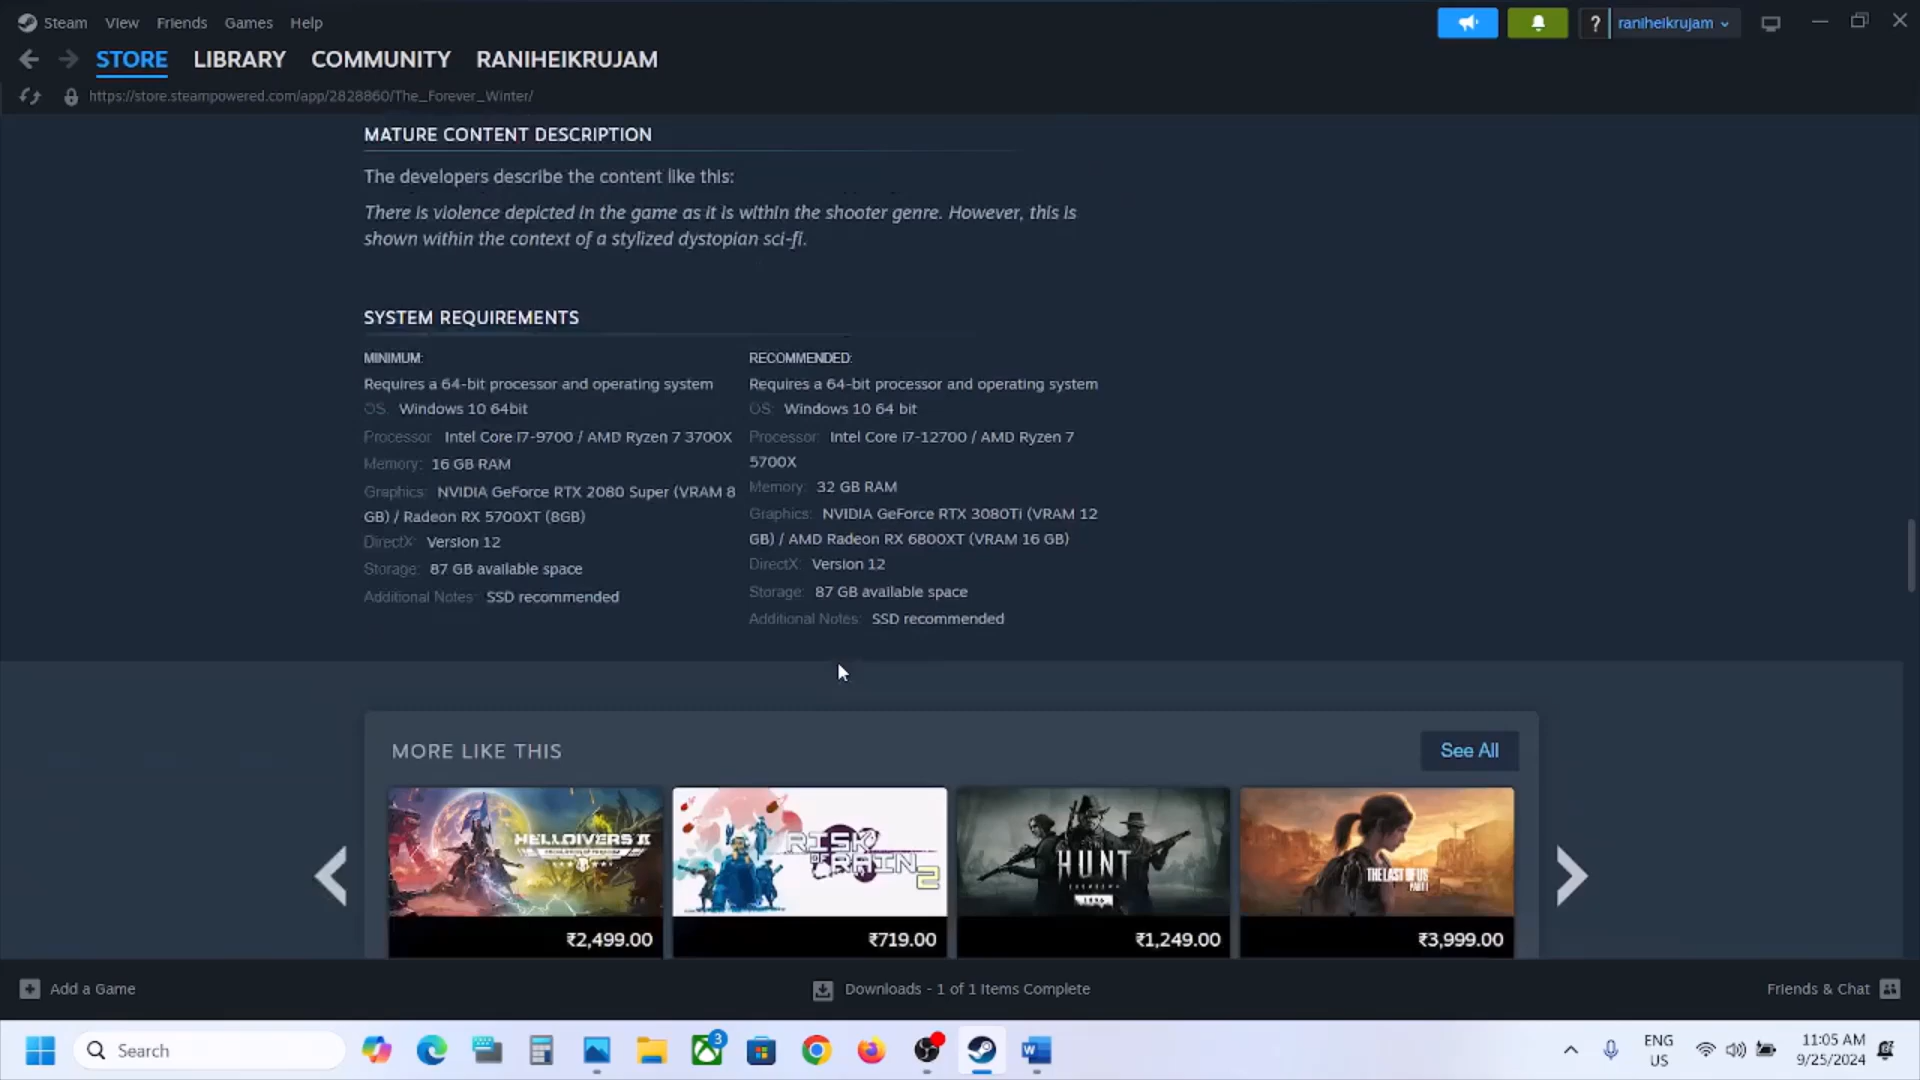 Steam View Friends Games Help
? raniheikrujam
STORE LIBRARY COMMUNITY RANIHEIKRUJAM
https://store.steampowered.com/app/2828860/The_Forever_Winter/
MATURE CONTENT DESCRIPTION
The developers describe the content like this:
There is violence depicted in the game as it is within the shooter genre. However, this is
shown within the context of a stylized dystopian sci-fi.
SYSTEM REQUIREMENTS
MINIMUM:
Requires a 64-bit processor and operating system
OS: Windows 10 64bit
Processor: Intel Core i7-9700 / AMD Ryzen 7 3700X
Memory: 16 GB RAM
Graphics: NVIDIA GeForce RTX 2080 Super (VRAM 8
GB) / Radeon RX 5700XT (8GB)
DirectX: Version 12
Storage: 87 GB available space
Additional Notes: SSD recommended
RECOMMENDED:
Requires a 64-bit processor and operating system
OS: Windows 10 64 bit
Processor: Intel Core i7-12700 / AMD Ryzen 7
5700X
Memory: 32 GB RAM
Graphics: NVIDIA GeForce RTX 3080Ti (VRAM 12
GB) / AMD Radeon RX 6800XT (VRAM 16 GB)
DirectX: Version 12
Storage: 87 GB available space
Additional Notes: SSD recommended
MORE LIKE THIS
See All
HELLDIVERS II
RISK OF RAIN 2
HUNT
THE LAST OF US
PART I
₹2,499.00
₹719.00
₹1,249.00
₹3,999.00
Add a Game
Downloads - 1 of 1 Items Complete
Friends & Chat
Search
3
ENG
US
11:05 AM
9/25/2024